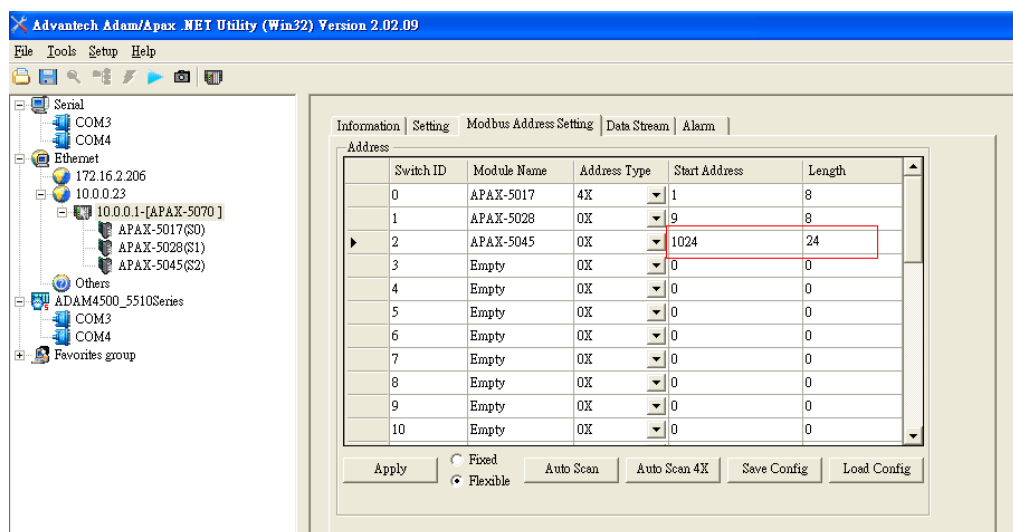 Advantech Adam/Apax .NET Utility (Win32) Version 2.02.09
File Tools Setup Help
Serial
COM3
COM4
Ethernet
172.16.2.206
10.0.0.23
10.0.0.1-[APAX-5070 ]
APAX-5017(S0)
APAX-5028(S1)
APAX-5045(S2)
Others
ADAM4500_5510Series
COM3
COM4
Favorites group
Information Setting Modbus Address Setting Data Stream Alarm
Address
Switch ID Module Name Address Type Start Address Length
0 APAX-5017 4X 1 8
1 APAX-5028 0X 9 8
2 APAX-5045 0X 1024 24
3 Empty 0X 0 0
4 Empty 0X 0 0
5 Empty 0X 0 0
6 Empty 0X 0 0
7 Empty 0X 0 0
8 Empty 0X 0 0
9 Empty 0X 0 0
10 Empty 0X 0 0
Apply Fixed Flexible Auto Scan Auto Scan 4X Save Config Load Config